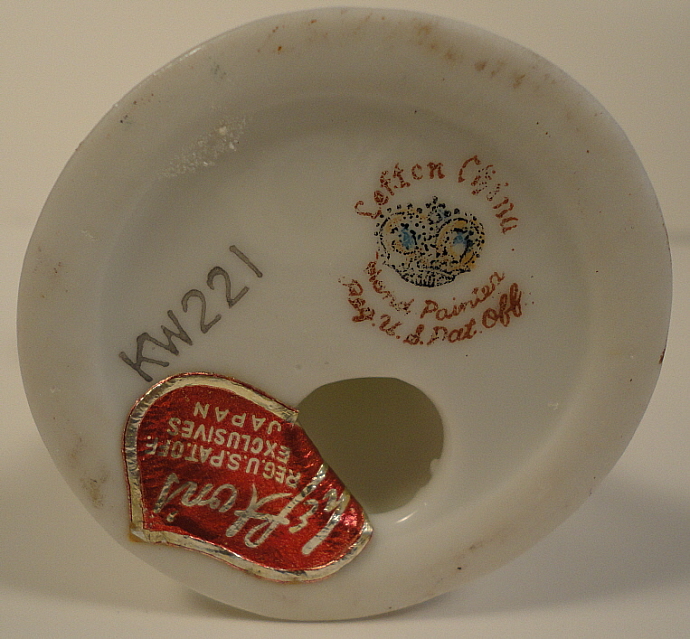 Lefton China
Hand Painted
Reg. U.S. Pat. Off.
KW221
Lefton's
REG.U.S.PAT.OFF.
EXCLUSIVES
JAPAN